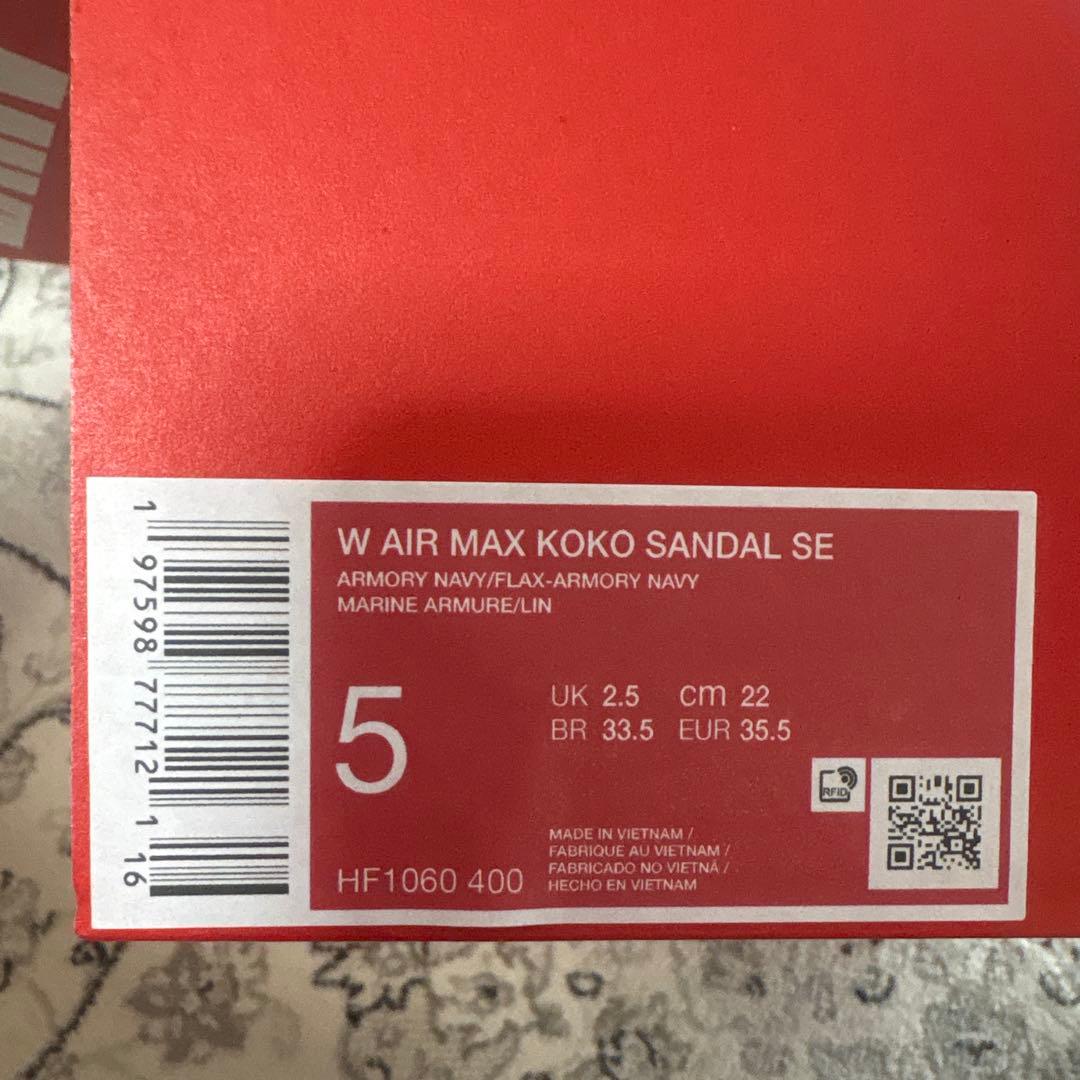 1 97598 77712 1 16
W AIR MAX KOKO SANDAL SE
ARMORY NAVY/FLAX-ARMORY NAVY
MARINE ARMURE/LIN
5
UK 2.5 cm 22
BR 33.5 EUR 35.5
RFID
MADE IN VIETNAM /
FABRIQUE AU VIETNAM /
FABRICADO NO VIETNÃ /
HECHO EN VIETNAM
HF1060 400